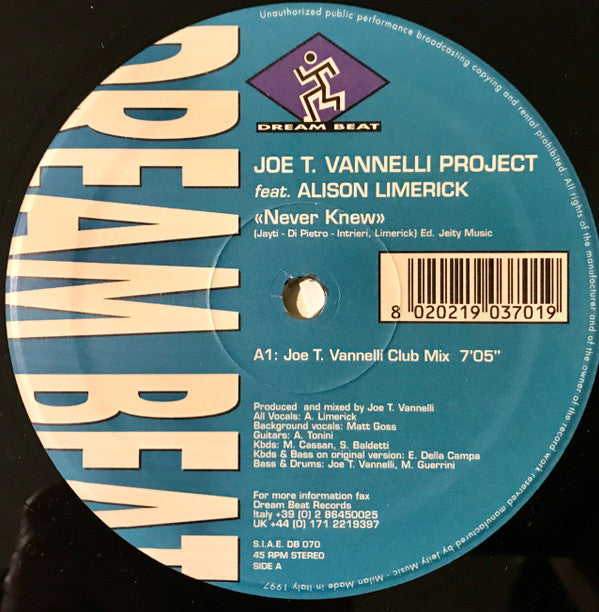 Unauthorized public performance broadcasting copying and rental prohibited. All rights of the manufacturer and of the owner of the record work reserved manufactured by Jeity Music - Milan Made in Italy 1997
DREAM BEAT
DREAM BEAT
JOE T. VANNELLI PROJECT
feat. ALISON LIMERICK
«Never Knew»
(Jayti - Di Pietro - Intrieri, Limerick) Ed. Jeity Music
8 020219 037019
A1: Joe T. Vannelli Club Mix 7'05"
Produced and mixed by Joe T. Vannelli
All Vocals: A. Limerick
Background vocals: Matt Goss
Guitars: A. Tonini
Kbds: M. Cassan, S. Baldetti
Kbds & Bass on original version: E. Della Campa
Bass & Drums: Joe T. Vannelli, M. Guerrini
For more information fax
Dream Beat Records
Italy +39 (0) 2 96450025
UK +44 (0) 171 2219397
S.I.A.E. DB 070
45 RPM STEREO
SIDE A